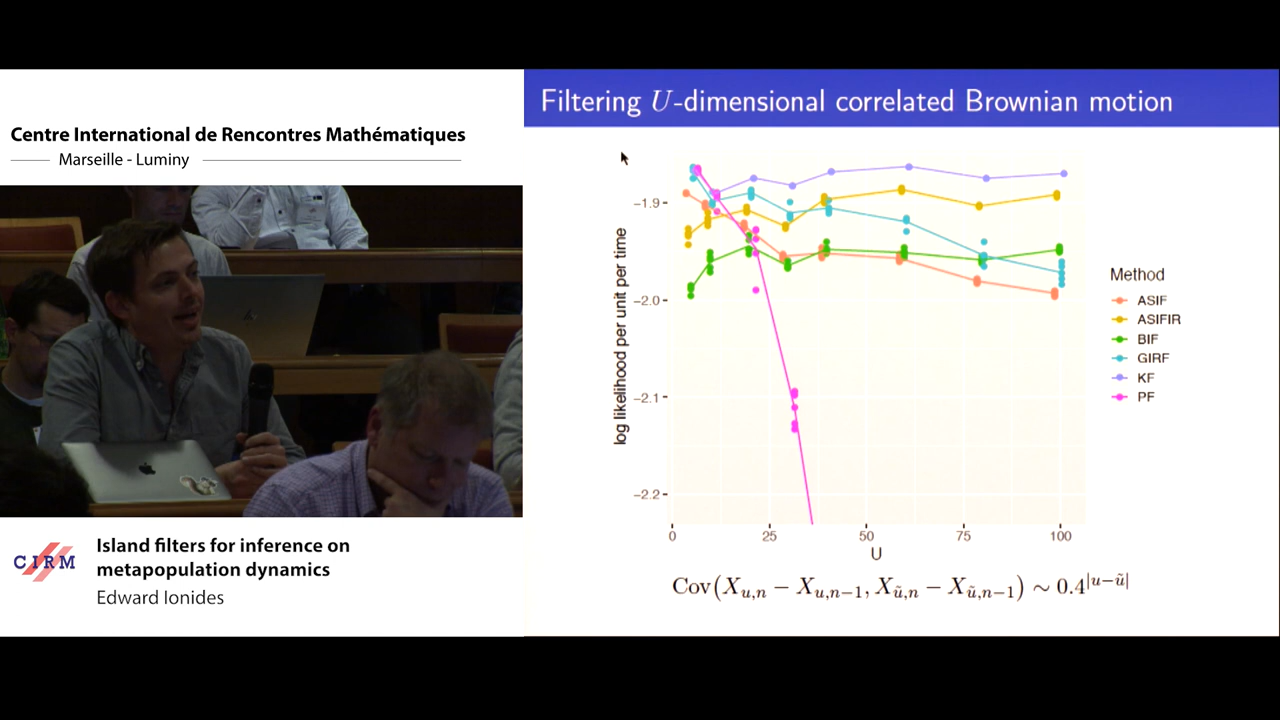 Centre International de Rencontres Mathématiques
Marseille - Luminy
CIRM
Island filters for inference on
metapopulation dynamics
Edward Ionides
Filtering U-dimensional correlated Brownian motion
log likelihood per unit per time
−1.9
−2.0
−2.1
−2.2
0 25 50 75 100
U
Method
ASIF
ASIFIR
BIF
GIRF
KF
PF
Cov(X_{u,n} − X_{u,n−1}, X_{ũ,n} − X_{ũ,n−1}) ∼ 0.4^{|u−ũ|}